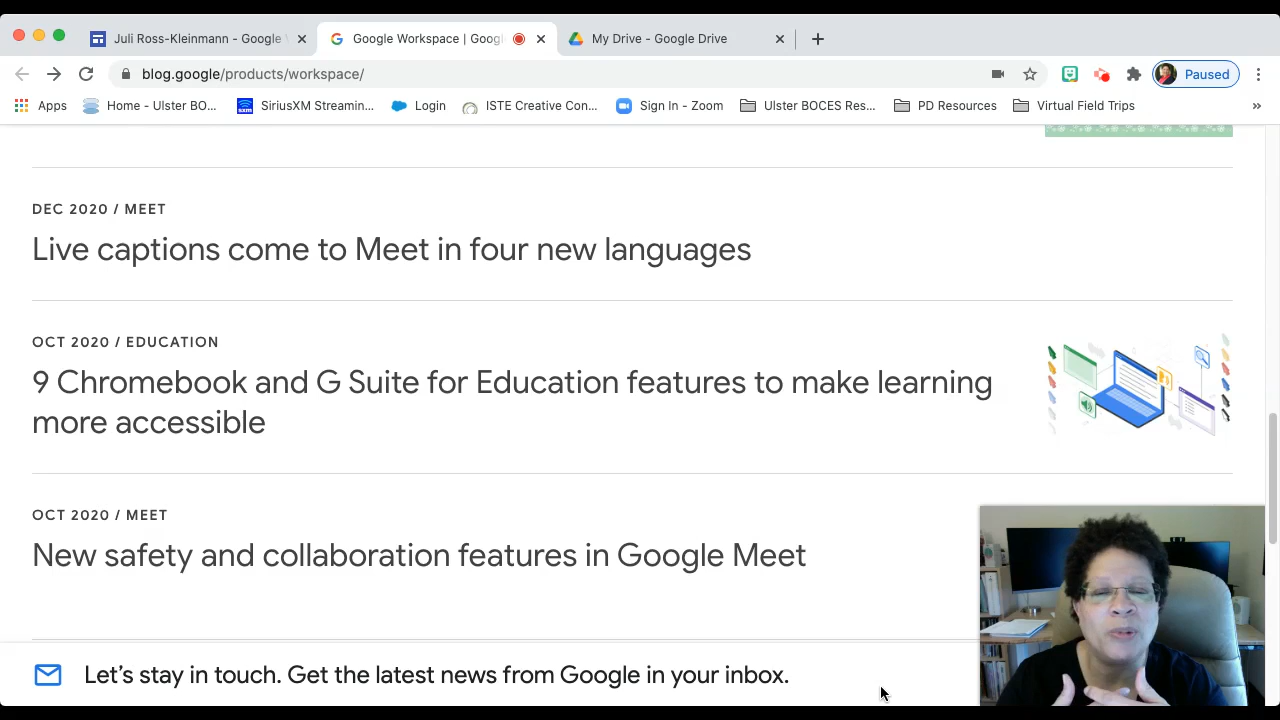 Juli Ross-Kleinmann - Google
Google Workspace | Goog
My Drive - Google Drive
blog.google/products/workspace/
Paused
Apps
Home - Ulster BO...
SiriusXM Streamin...
Login
ISTE Creative Con...
Sign In - Zoom
Ulster BOCES Res...
PD Resources
Virtual Field Trips
DEC 2020 / MEET
Live captions come to Meet in four new languages
OCT 2020 / EDUCATION
9 Chromebook and G Suite for Education features to make learning
more accessible
OCT 2020 / MEET
New safety and collaboration features in Google Meet
Let’s stay in touch. Get the latest news from Google in your inbox.